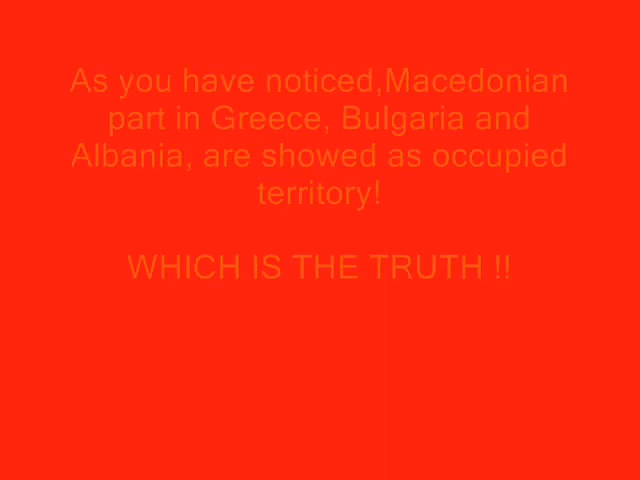 As you have noticed,Macedonian
part in Greece, Bulgaria and
Albania, are showed as occupied
territory!
WHICH IS THE TRUTH !!